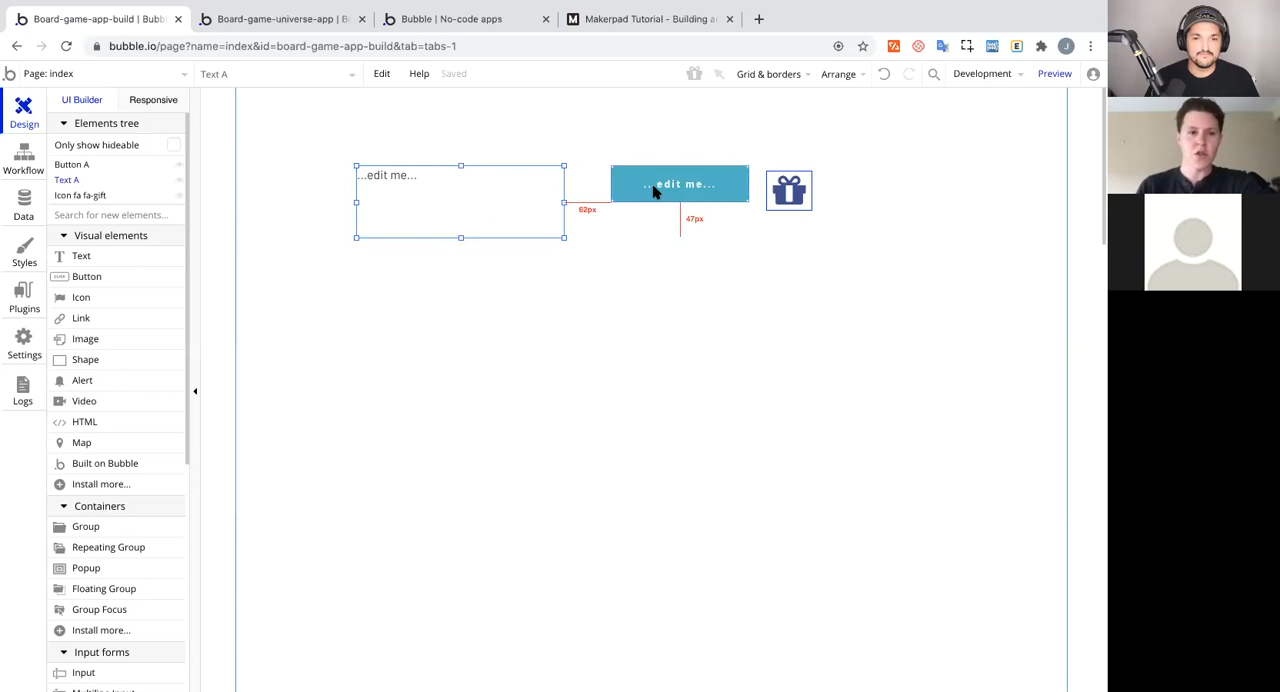 Board-game-app-build | Bubbl
Board-game-universe-app | B
Bubble | No-code apps
Makerpad Tutorial - Building a
bubble.io/page?name=index&id=board-game-app-build&tab=tabs-1
Page: index
Text A
Edit
Help
Saved
Grid & borders
Arrange
Development
Preview
UI Builder
Responsive
Design
Workflow
Data
Styles
Plugins
Settings
Logs
Elements tree
Only show hideable
Button A
Text A
Icon fa fa-gift
Search for new elements...
Visual elements
Text
CLICK Button
Icon
Link
Image
Shape
Alert
Video
HTML
Map
Built on Bubble
Install more...
Containers
Group
Repeating Group
Popup
Floating Group
Group Focus
Install more...
Input forms
Input
...edit me...
62px
...edit me...
47px